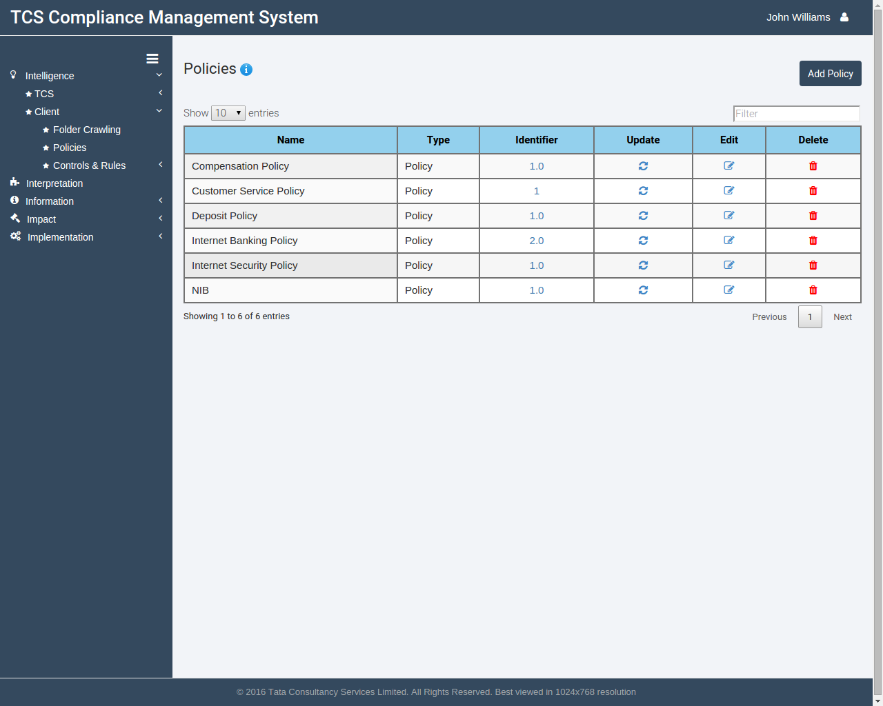 TCS Compliance Management System
John Williams
Intelligence
TCS
Client
Folder Crawling
Policies
Controls & Rules
Interpretation
Information
Impact
Implementation
Policies
Add Policy
Show 10 entries
Filter
Name Type Identifier Update Edit Delete
Compensation Policy Policy 1.0
Customer Service Policy Policy 1
Deposit Policy Policy 1.0
Internet Banking Policy Policy 2.0
Internet Security Policy Policy 1.0
NIB Policy 1.0
Showing 1 to 6 of 6 entries
Previous 1 Next
© 2016 Tata Consultancy Services Limited. All Rights Reserved. Best viewed in 1024x768 resolution